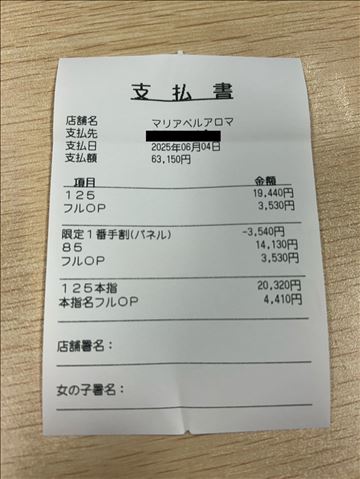 支払書
店舗名 マリアベルアロマ
支払先
支払日 2025年06月04日
支払額 63,150円
項目 金額
125 19,440円
フルOP 3,530円
限定1番手割(パネル) -3,540円
85 14,130円
フルOP 3,530円
125本指 20,320円
本指名フルOP 4,410円
店舗署名:
女の子署名: